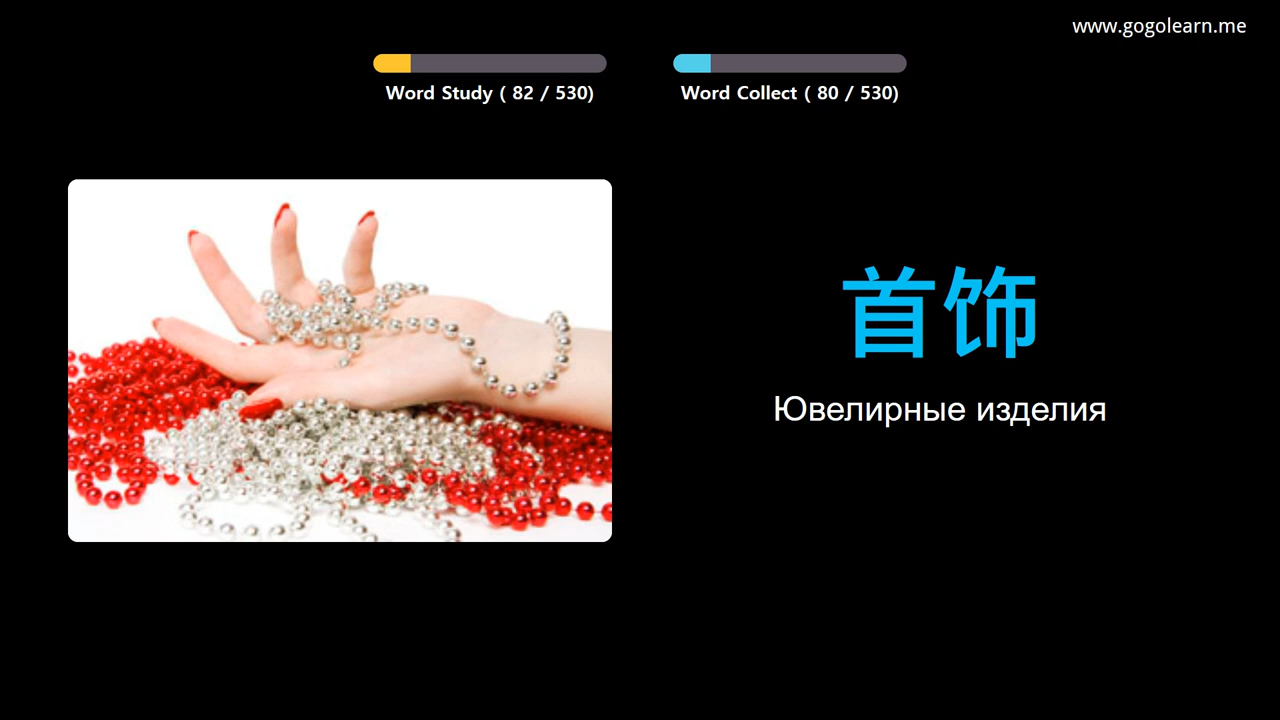 www.gogolearn.me
Word Study ( 82 / 530)
Word Collect ( 80 / 530)
首饰
Ювелирные изделия